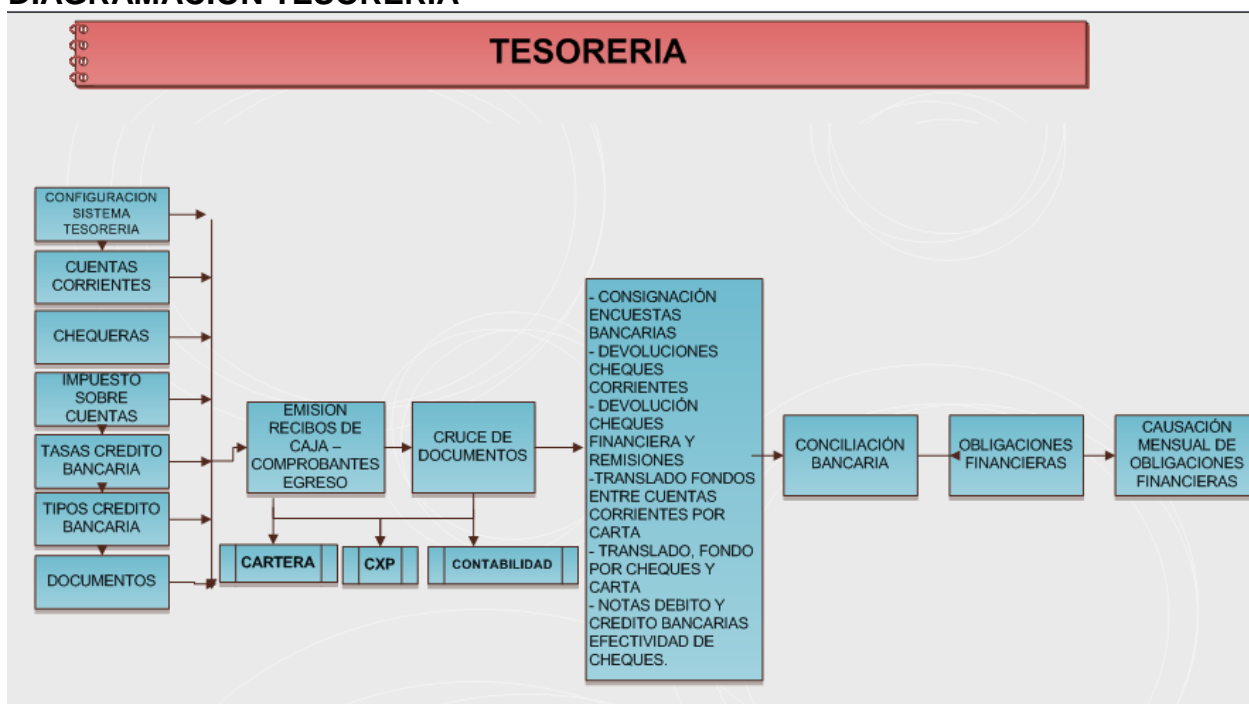 DIAGRAMACION TESORERIA
TESORERIA
CONFIGURACION
SISTEMA
TESORERIA
CUENTAS
CORRIENTES
CHEQUERAS
IMPUESTO
SOBRE
CUENTAS
TASAS CREDITO
BANCARIA
TIPOS CREDITO
BANCARIA
DOCUMENTOS
EMISION
RECIBOS DE
CAJA –
COMPROBANTES
EGRESO
CRUCE DE
DOCUMENTOS
CARTERA
CXP
CONTABILIDAD
- CONSIGNACIÓN
ENCUESTAS
BANCARIAS
- DEVOLUCIONES
CHEQUES
CORRIENTES
- DEVOLUCIÓN
CHEQUES
FINANCIERA Y
REMISIONES
-TRANSLADO FONDOS
ENTRE CUENTAS
CORRIENTES POR
CARTA
- TRANSLADO, FONDO
POR CHEQUES Y
CARTA
- NOTAS DEBITO Y
CREDITO BANCARIAS
EFECTIVIDAD DE
CHEQUES.
CONCILIACIÓN
BANCARIA
OBLIGACIONES
FINANCIERAS
CAUSACIÓN
MENSUAL DE
OBLIGACIONES
FINANCIERAS